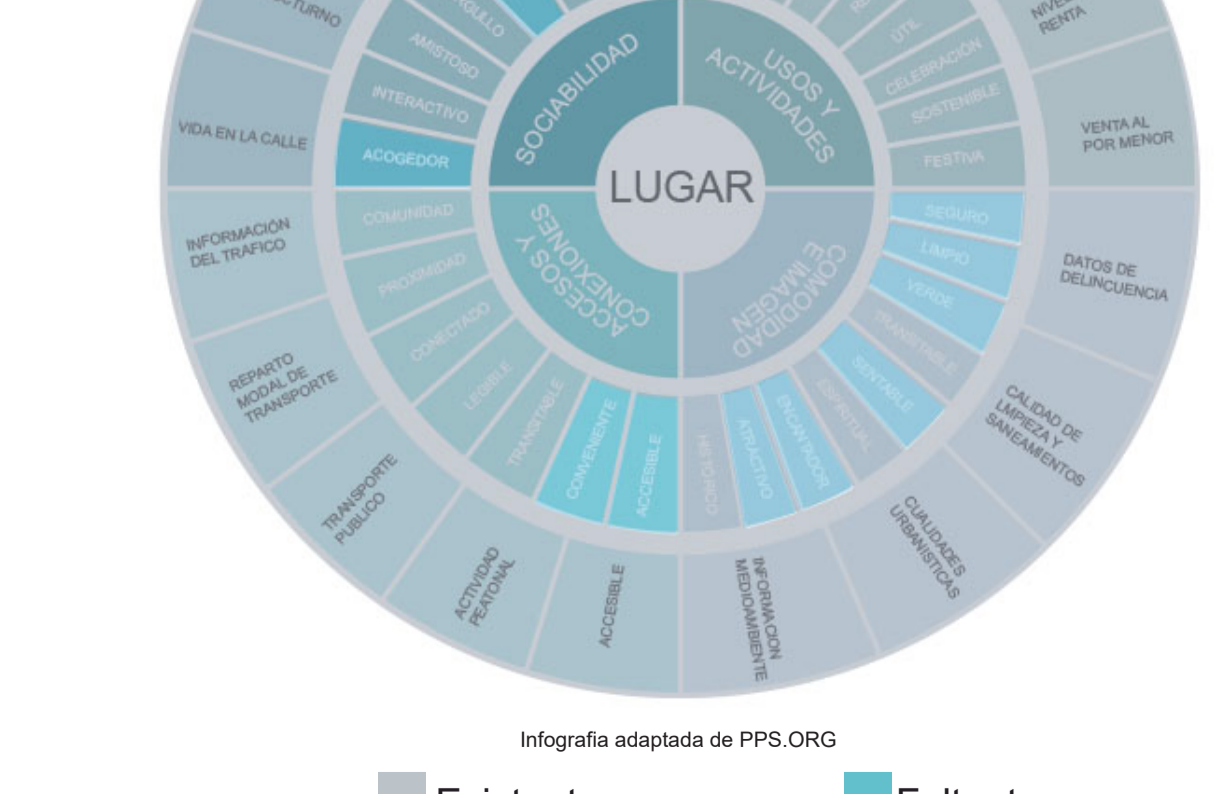 LUGAR
SOCIABILIDAD
USOS Y
ACTIVIDADES
COMODIDAD
E IMAGEN
ACCESOS Y
CONEXIONES
AMISTOSO
INTERACTIVO
ACOGEDOR
COMUNIDAD
PROXIMIDAD
CONECTADO
LEGIBLE
TRANSITABLE
CONVENIENTE
ACCESIBLE
HISTORICO
ATRACTIVO
ENCANTADOR
ESPIRITUAL
SENTABLE
TRANSITABLE
VERDE
LIMPIO
SEGURO
FESTIVA
SOSTENIBLE
CELEBRACIÓN
ÚTIL
RENTA
VENTA AL
POR MENOR
DATOS DE
DELINCUENCIA
CALIDAD DE
LMPIEZA Y
SANEAMIENTOS
CUALIDADES
URBANISTICAS
INFORMACION
MEDIOAMBIENTE
ACCESIBLE
ACTIVIDAD
PEATONAL
TRANSPORTE
PUBLICO
REPARTO
MODAL DE
TRANSPORTE
INFORMACIÓN
DEL TRAFICO
VIDA EN LA CALLE
Infografia adaptada de PPS.ORG